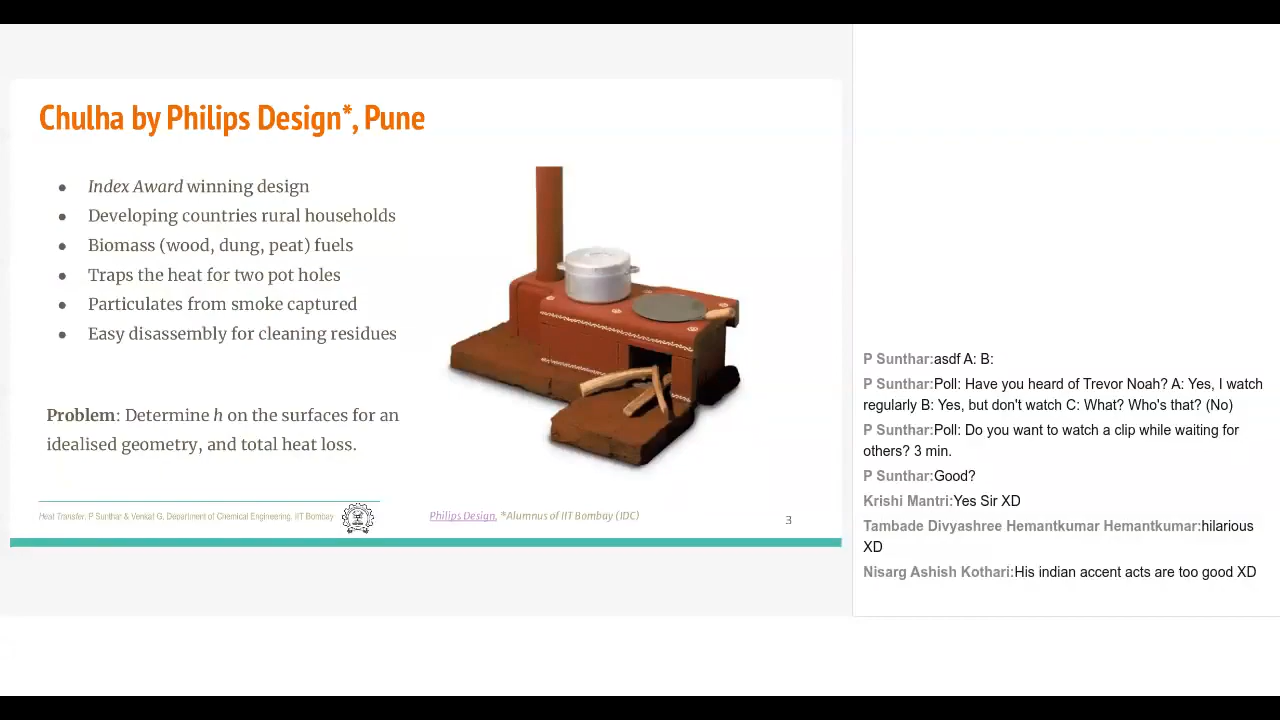 Chulha by Philips Design*, Pune
● Index Award winning design
● Developing countries rural households
● Biomass (wood, dung, peat) fuels
● Traps the heat for two pot holes
● Particulates from smoke captured
● Easy disassembly for cleaning residues
Problem: Determine h on the surfaces for an
idealised geometry, and total heat loss.
Heat Transfer, P Sunthar & Venkat G, Department of Chemical Engineering, IIT Bombay
Philips Design, *Alumnus of IIT Bombay (IDC)
3
P Sunthar:asdf A: B:
P Sunthar:Poll: Have you heard of Trevor Noah? A: Yes, I watch
regularly B: Yes, but don't watch C: What? Who's that? (No)
P Sunthar:Poll: Do you want to watch a clip while waiting for
others? 3 min.
P Sunthar:Good?
Krishi Mantri:Yes Sir XD
Tambade Divyashree Hemantkumar Hemantkumar:hilarious
XD
Nisarg Ashish Kothari:His indian accent acts are too good XD